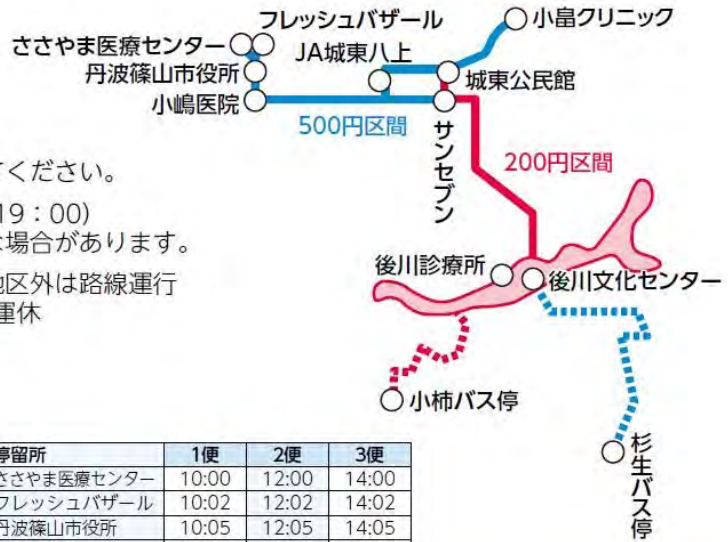 フレッシュバザール
小畠クリニック
ささやま医療センター
JA城東八上
丹波篠山市役所
城東公民館
小嶋医院
500円区間
サンセブン
200円区間
てください。
19：00)
な場合があります。
地区外は路線運行
運休
後川診療所
後川文化センター
小柿バス停
杉生バス停
停留所 1便 2便 3便
ささやま医療センター 10:00 12:00 14:00
フレッシュバザール 10:02 12:02 14:02
丹波篠山市役所 10:05 12:05 14:05